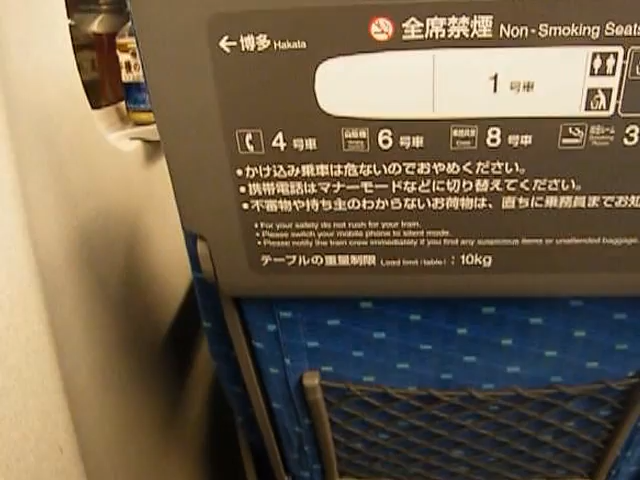 全席禁煙 Non-Smoking Seats
←博多 Hakata
1 号車
4 号車 6 号車 8 号車 3
•かけ込み乗車は危ないのでおやめください。
•携帯電話はマナーモードなどに切り替えてください。
•不審物や持ち主のわからないお荷物は、直ちに乗務員までお知
• For your safety do not rush for your train.
• Please switch your mobile phone to silent mode.
• Please notify the train crew immediately if you find any suspicious items or unattended baggage.
テーブルの重量制限 Load limit (table) : 10kg